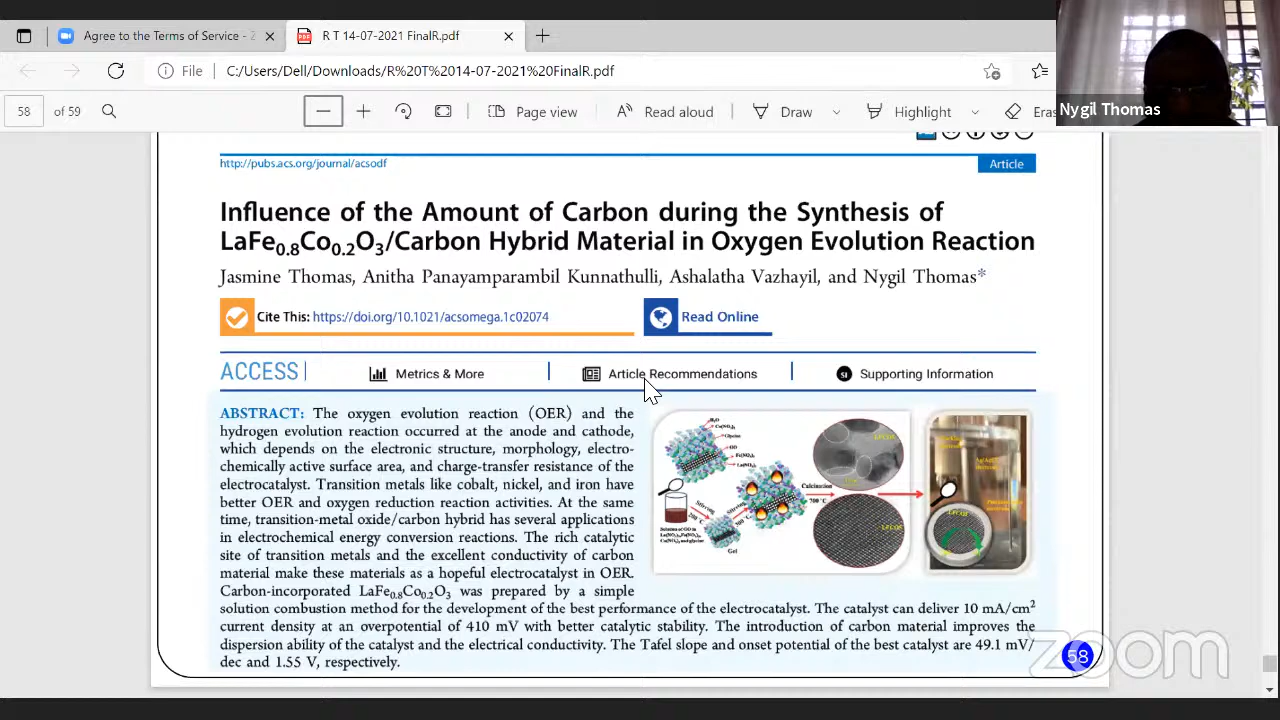 Agree to the Terms of Service - 2
R T 14-07-2021 FinalR.pdf
File
C:/Users/Dell/Downloads/R%20T%2014-07-2021%20FinalR.pdf
58
of 59
Page view
Read aloud
Draw
Highlight
Nygil Thomas
http://pubs.acs.org/journal/acsodf
Article
Influence of the Amount of Carbon during the Synthesis of
LaFe0.8Co0.2O3/Carbon Hybrid Material in Oxygen Evolution Reaction
Jasmine Thomas, Anitha Panayamparambil Kunnathulli, Ashalatha Vazhayil, and Nygil Thomas*
Cite This: https://doi.org/10.1021/acsomega.1c02074
Read Online
ACCESS
Metrics & More
Article Recommendations
SI Supporting Information
ABSTRACT: The oxygen evolution reaction (OER) and the
hydrogen evolution reaction occurred at the anode and cathode,
which depends on the electronic structure, morphology, electro-
chemically active surface area, and charge-transfer resistance of the
electrocatalyst. Transition metals like cobalt, nickel, and iron have
better OER and oxygen reduction reaction activities. At the same
time, transition-metal oxide/carbon hybrid has several applications
in electrochemical energy conversion reactions. The rich catalytic
site of transition metals and the excellent conductivity of carbon
material make these materials as a hopeful electrocatalyst in OER.
Carbon-incorporated LaFe0.8Co0.2O3 was prepared by a simple
solution combustion method for the development of the best performance of the electrocatalyst. The catalyst can deliver 10 mA/cm2
current density at an overpotential of 410 mV with better catalytic stability. The introduction of carbon material improves the
dispersion ability of the catalyst and the electrical conductivity. The Tafel slope and onset potential of the best catalyst are 49.1 mV/
dec and 1.55 V, respectively.
Calcination
700 °C
Gel
58
zoom